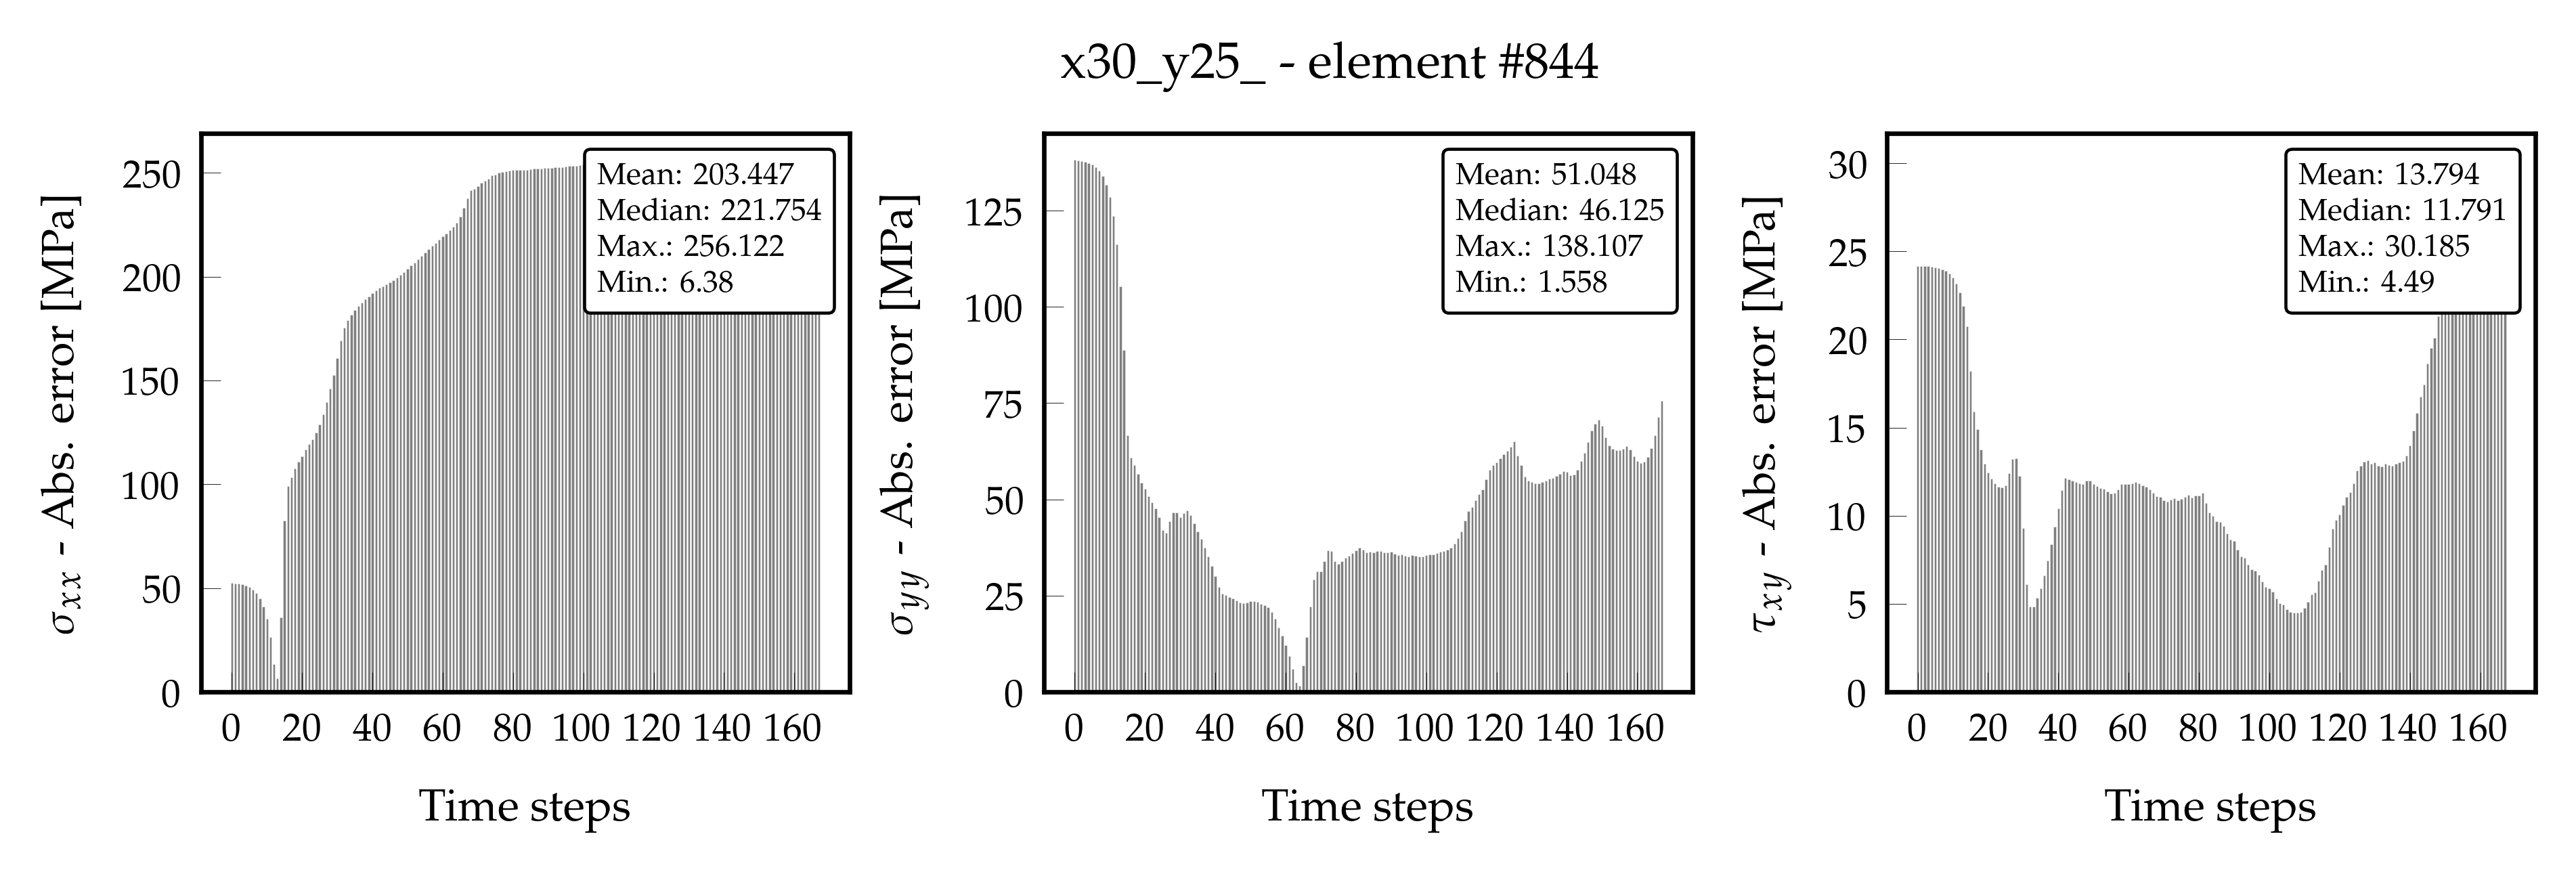 x30_y25_ - element #844
σxx - Abs. error [MPa]
250
200
150
100
50
0
Mean: 203.447
Median: 221.754
Max.: 256.122
Min.: 6.38
0 20 40 60 80 100 120 140 160
Time steps
σyy - Abs. error [MPa]
125
100
75
50
25
0
Mean: 51.048
Median: 46.125
Max.: 138.107
Min.: 1.558
0 20 40 60 80 100 120 140 160
Time steps
τxy - Abs. error [MPa]
30
25
20
15
10
5
0
Mean: 13.794
Median: 11.791
Max.: 30.185
Min.: 4.49
0 20 40 60 80 100 120 140 160
Time steps